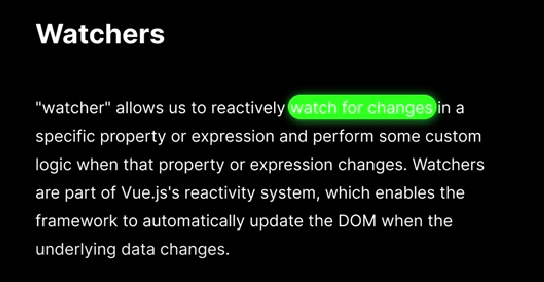 Watchers
"watcher" allows us to reactively watch for changes in a
specific property or expression and perform some custom
logic when that property or expression changes. Watchers
are part of Vue.js's reactivity system, which enables the
framework to automatically update the DOM when the
underlying data changes.